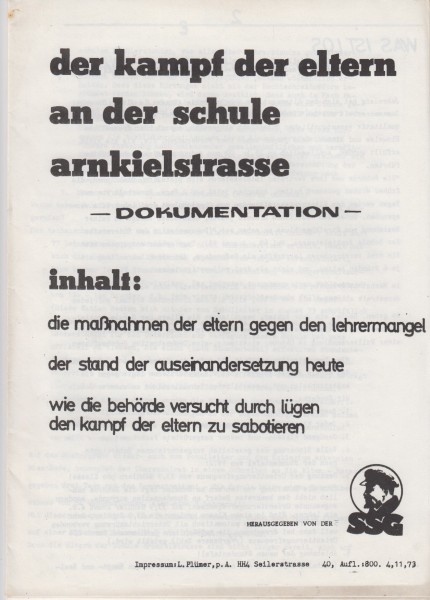 der kampf der eltern
an der schule
arnkielstrasse
— DOKUMENTATION —
inhalt:
die maßnahmen der eltern gegen den lehrermangel
der stand der auseinandersetzung heute
wie die behörde versucht durch lügen
den kampf der eltern zu sabotieren
HERAUSGEGEBEN VON DER
SSG
Impressum:L.Plümer,p.A. HH4 Seilerstrasse 40, Aufl.:800. 4,11,73